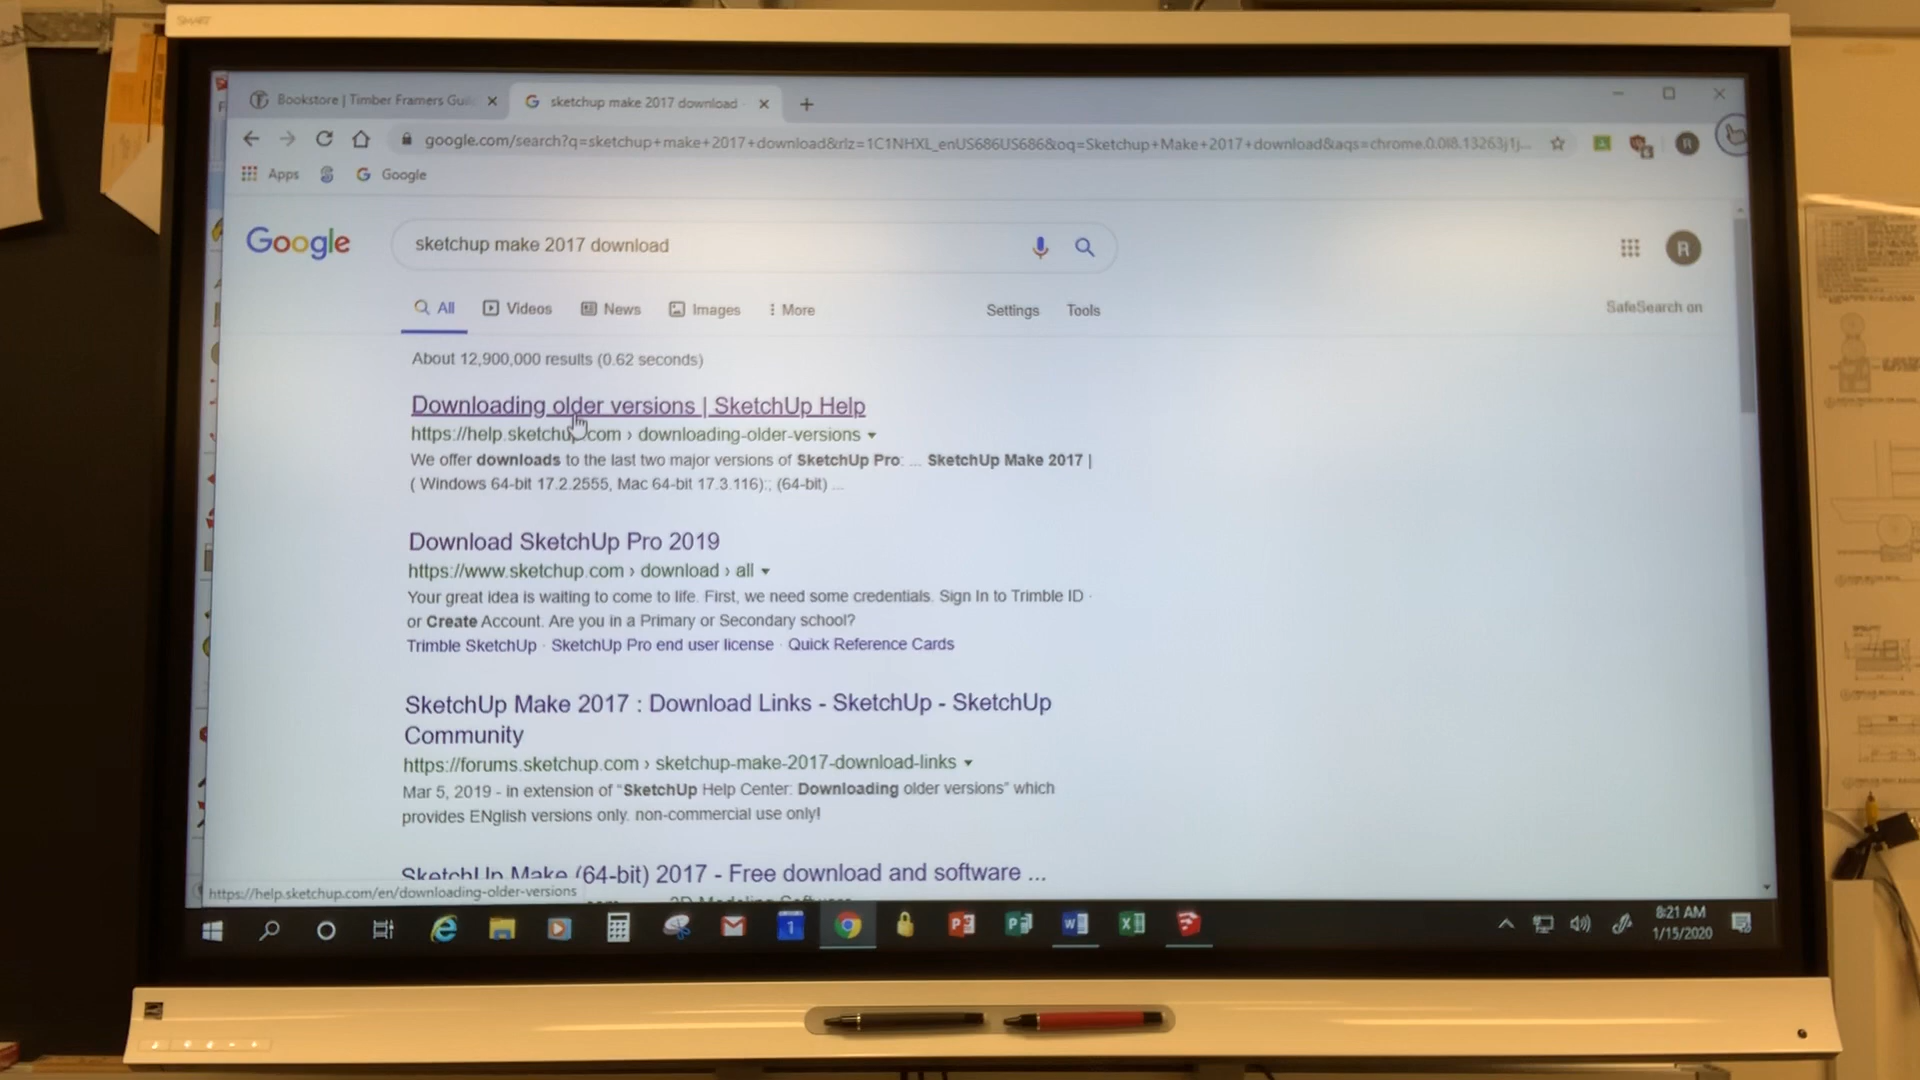 SMART
Bookstore | Timber Framers Guil
sketchup make 2017 download
google.com/search?q=sketchup+make+2017+download&rlz=1C1NHXL_enUS686US686&oq=Sketchup+Make+2017+download&aqs=chrome.0.0l8.13263j1j...
Apps
Google
Google
sketchup make 2017 download
R
All
Videos
News
Images
More
Settings
Tools
SafeSearch on
About 12,900,000 results (0.62 seconds)
Downloading older versions | SketchUp Help
https://help.sketchup.com › downloading-older-versions
We offer downloads to the last two major versions of SketchUp Pro: ... SketchUp Make 2017 |
( Windows 64-bit 17.2.2555, Mac 64-bit 17.3.116):; (64-bit) ...
Download SketchUp Pro 2019
https://www.sketchup.com › download › all
Your great idea is waiting to come to life. First, we need some credentials. Sign In to Trimble ID ·
or Create Account. Are you in a Primary or Secondary school?
Trimble SketchUp · SketchUp Pro end user license · Quick Reference Cards
SketchUp Make 2017 : Download Links - SketchUp - SketchUp
Community
https://forums.sketchup.com › sketchup-make-2017-download-links
Mar 5, 2019 - in extension of "SketchUp Help Center: Downloading older versions" which
provides ENglish versions only. non-commercial use only!
SketchUp Make (64-bit) 2017 - Free download and software ...
https://help.sketchup.com/en/downloading-older-versions
8:21 AM
1/15/2020